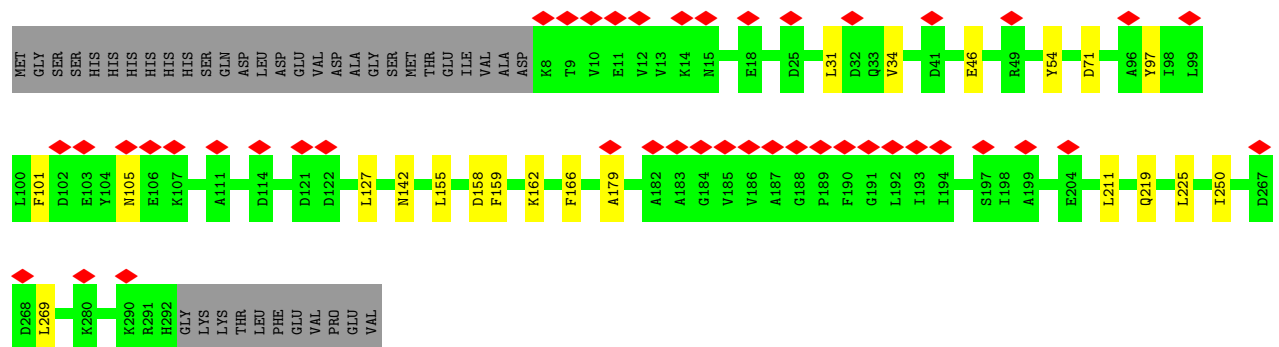 MET GLY SER SER HIS HIS HIS HIS HIS HIS HIS SER GLN ASP LEU ASP GLU VAL ASP ALA GLY SER MET THR GLU ILE VAL ALA ASP K8 T9 V10 E11 V12 V13 K14 N15 E18 D25 L31 D32 Q33 V34 D41 E46 R49 Y54 D71 A96 Y97 I98 L99
L100 F101 D102 E103 Y104 N105 E106 K107 A111 D114 D121 D122 L127 N142 L155 D158 F159 K162 F166 A179 A182 A183 G184 V185 V186 A187 G188 P189 F190 G191 L192 I193 I194 S197 I198 A199 E204 L211 Q219 L225 I250 D267
D268 L269 K280 K290 R291 H292 GLY LYS LYS THR LEU PHE GLU VAL PRO GLU VAL